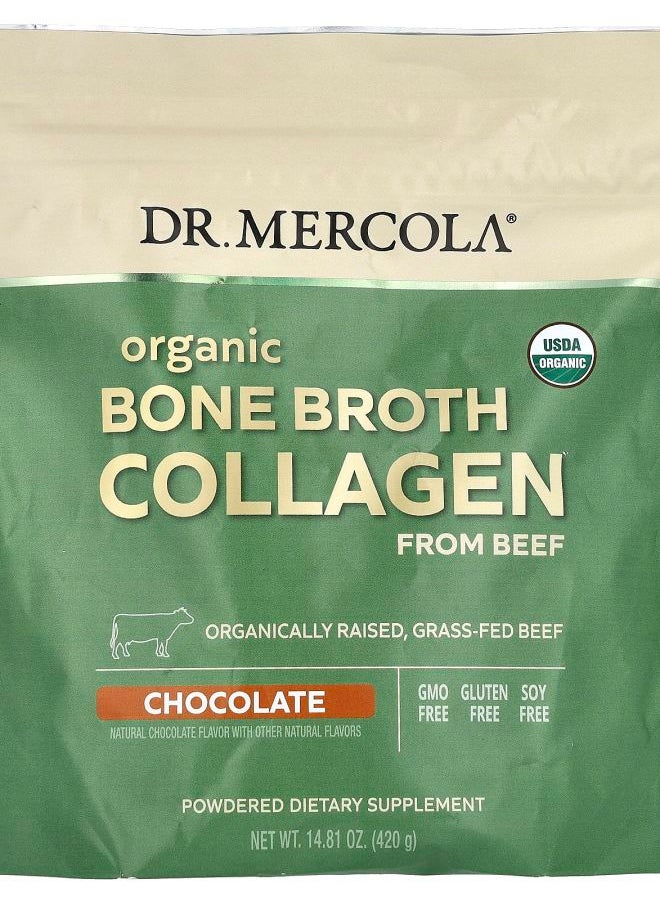 DR. MERCOLA®
organic
USDA
ORGANIC
BONE BROTH
COLLAGEN
FROM BEEF
ORGANICALLY RAISED, GRASS-FED BEEF
CHOCOLATE
NATURAL CHOCOLATE FLAVOR WITH OTHER NATURAL FLAVORS
GMO FREE
GLUTEN FREE
SOY FREE
POWDERED DIETARY SUPPLEMENT
NET WT. 14.81 OZ. (420 g)